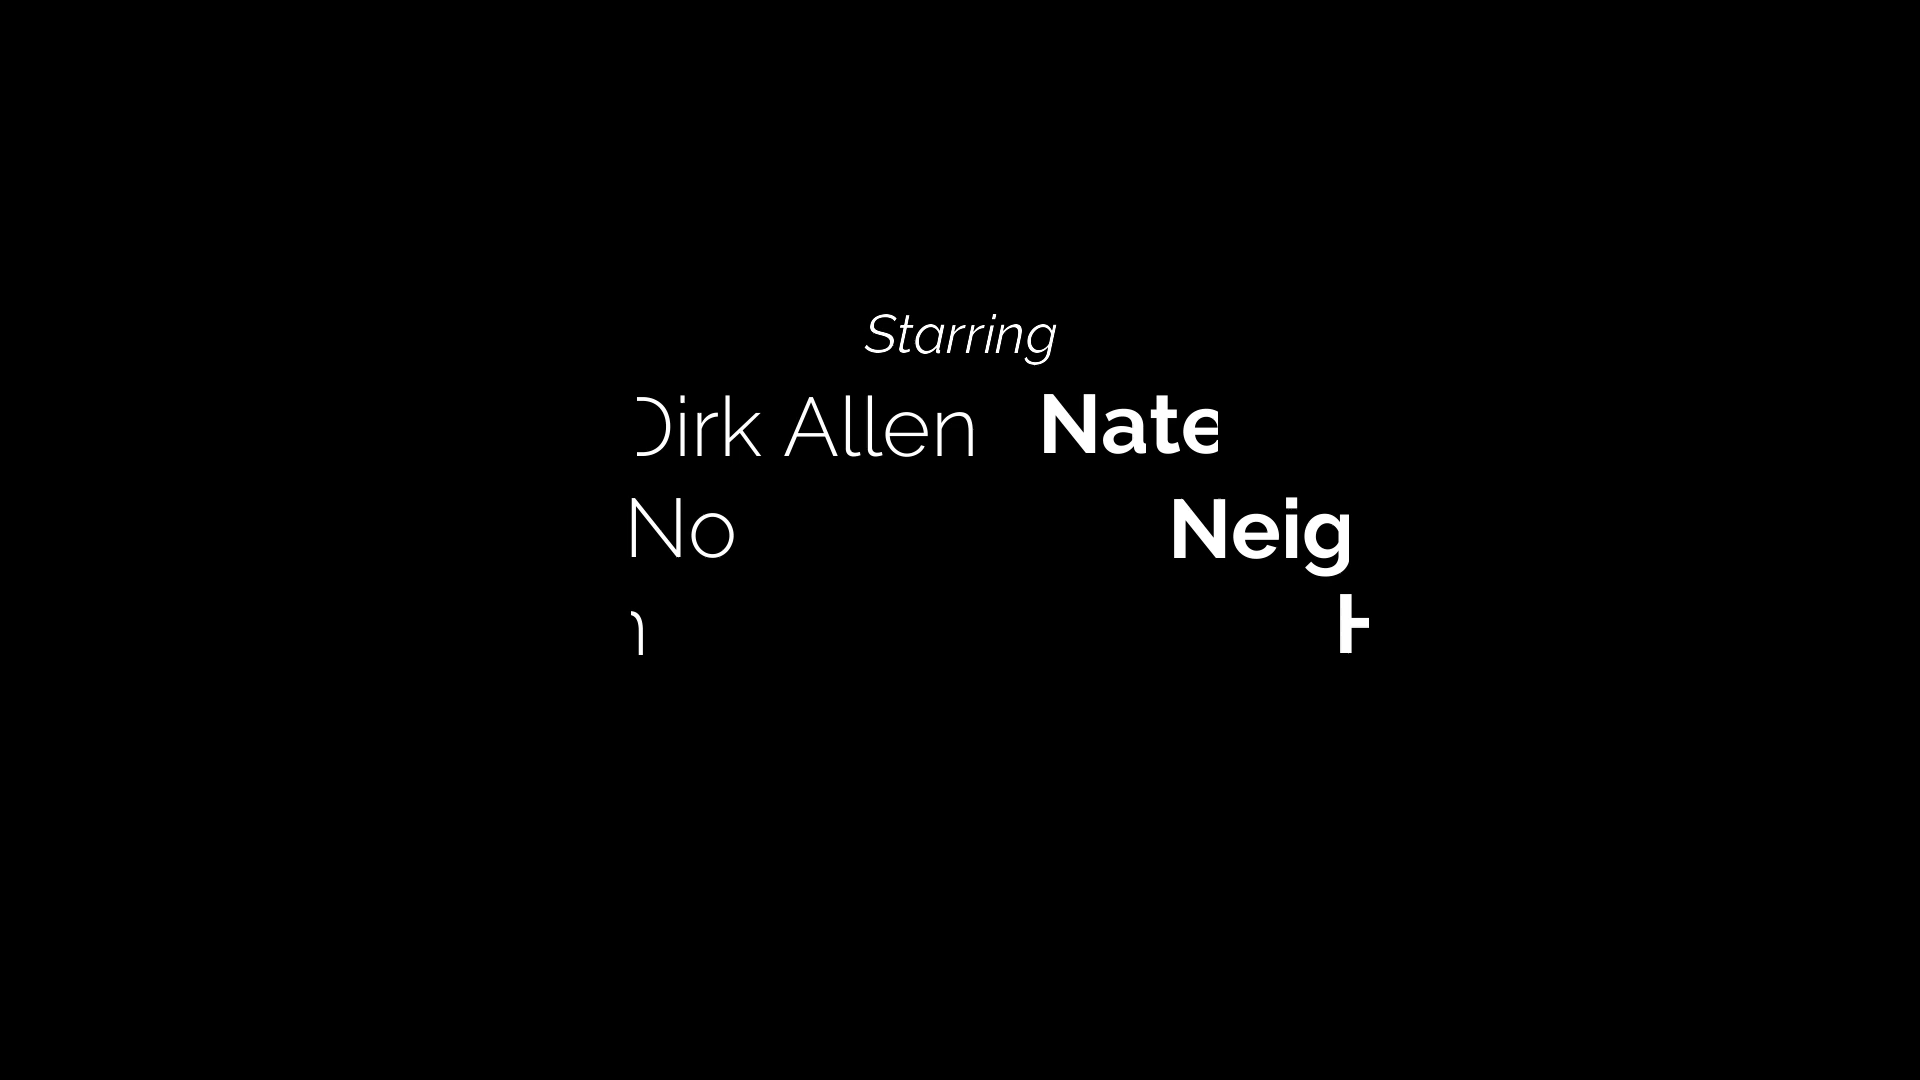 Starring
Dirk Allen Nate
No Neig
H